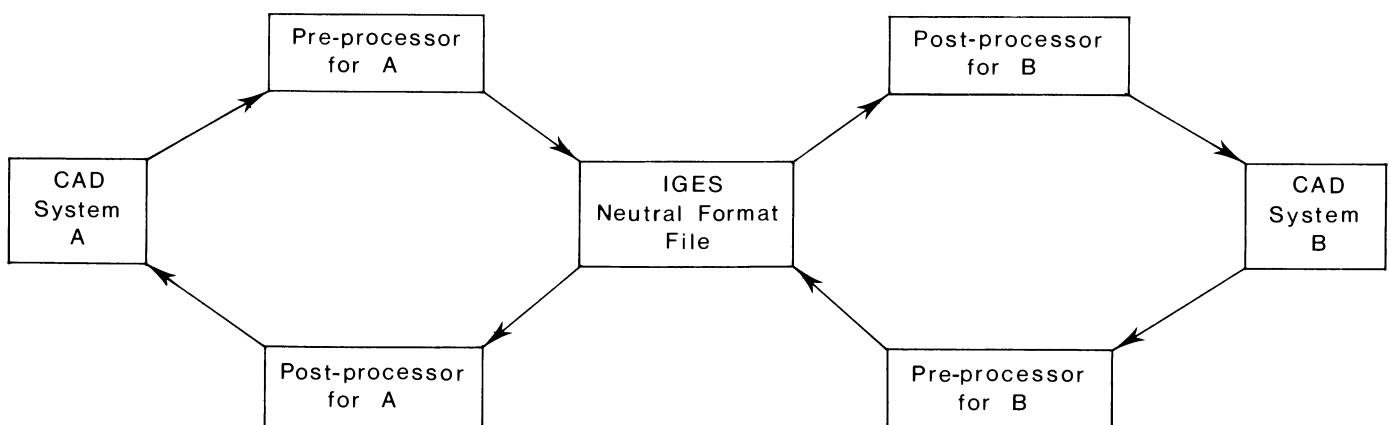 Pre-processor
for A
Post-processor
for B
CAD
System
A
IGES
Neutral Format
File
CAD
System
B
Post-processor
for A
Pre-processor
for B